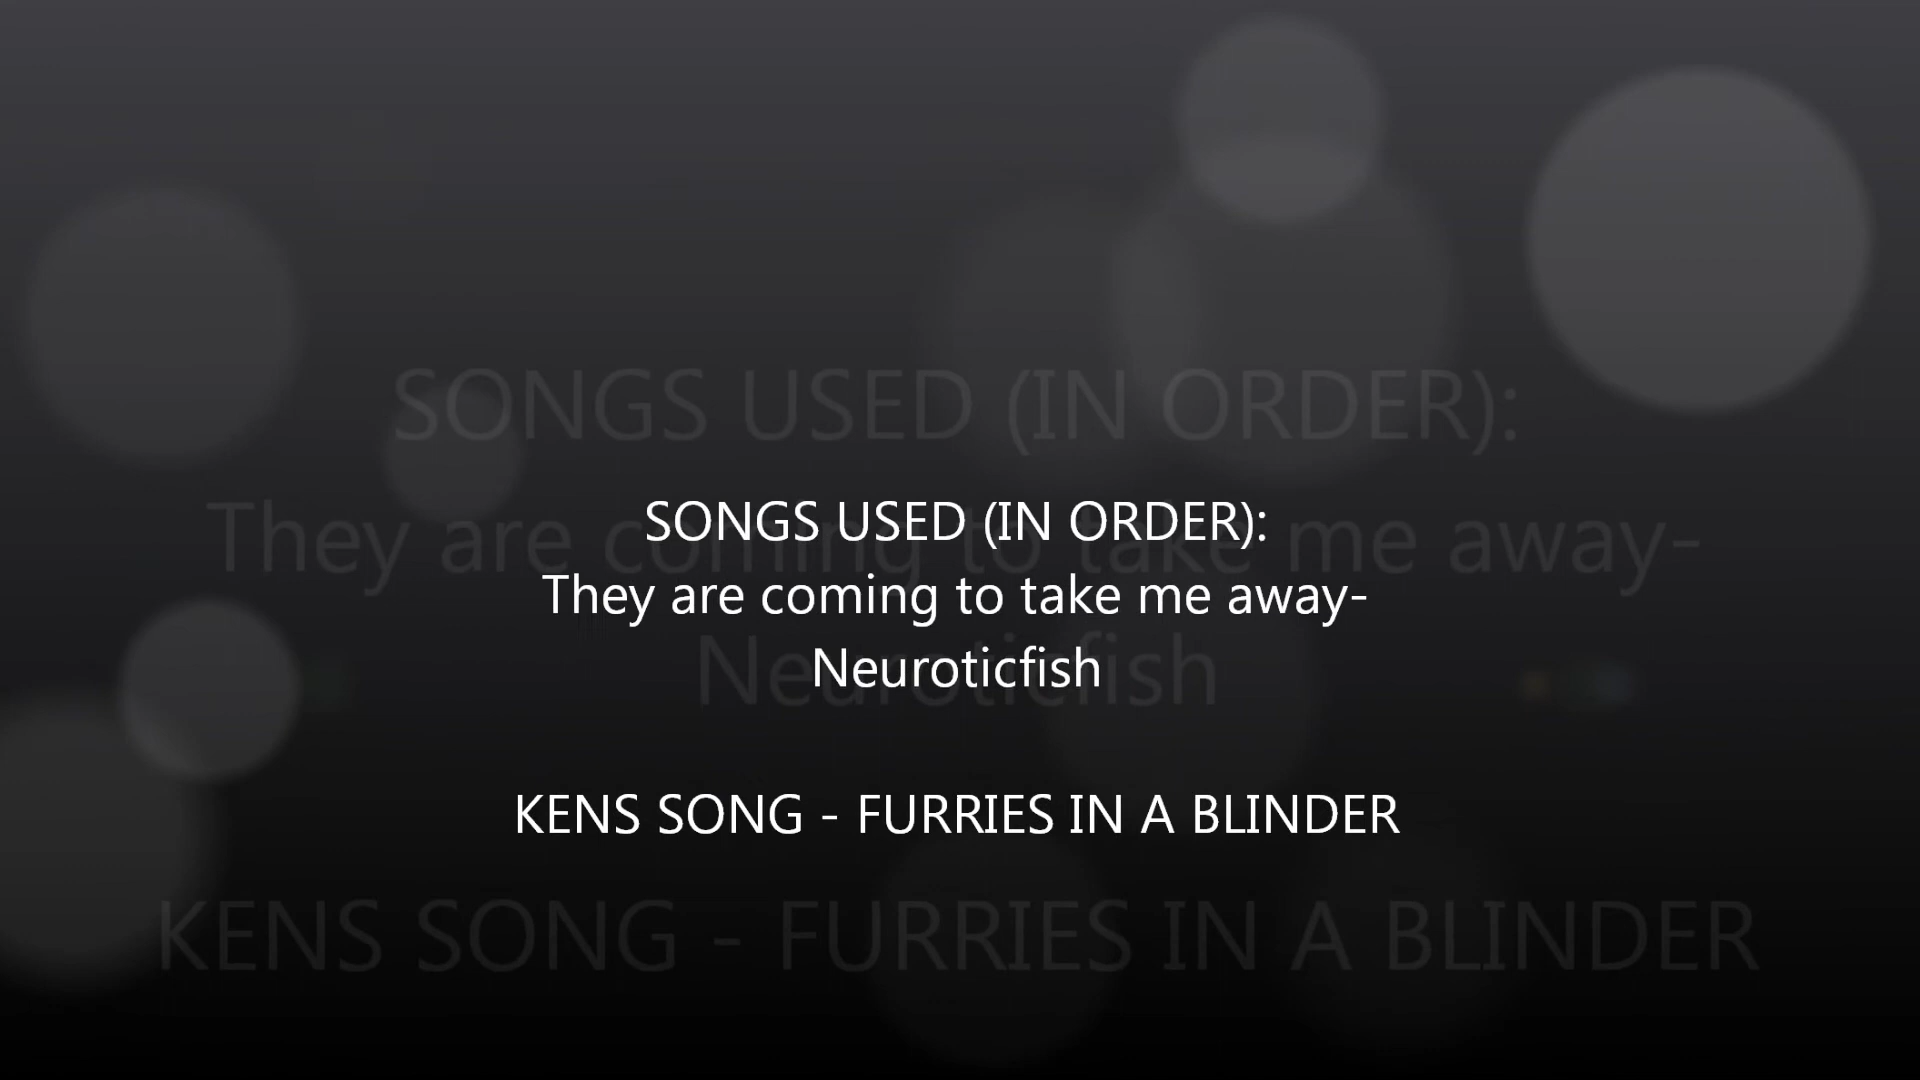 SONGS USED (IN ORDER):
They are coming to take me away-
Neuroticfish
KENS SONG - FURRIES IN A BLINDER